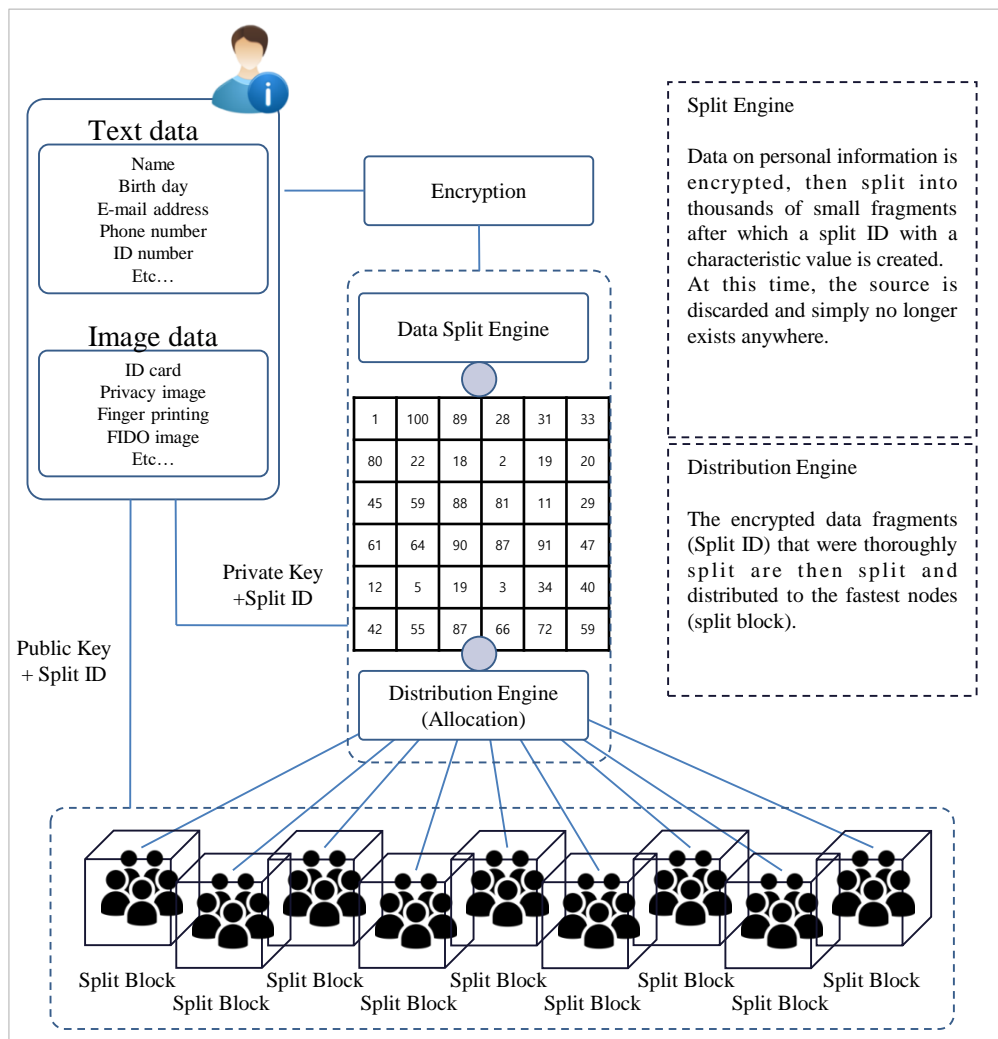 i
Text data
Name
Birth day
E-mail address
Phone number
ID number
Etc…
Image data
ID card
Privacy image
Finger printing
FIDO image
Etc…
Encryption
Data Split Engine
1 100 89 28 31 33
80 22 18 2 19 20
45 59 88 81 11 29
61 64 90 87 91 47
12 5 19 3 34 40
42 55 87 66 72 59
Private Key
+Split ID
Public Key
+ Split ID
Distribution Engine
(Allocation)
Split Engine
Data on personal information is
encrypted, then split into
thousands of small fragments
after which a split ID with a
characteristic value is created.
At this time, the source is
discarded and simply no longer
exists anywhere.
Distribution Engine
The encrypted data fragments
(Split ID) that were thoroughly
split are then split and
distributed to the fastest nodes
(split block).
Split Block
Split Block
Split Block
Split Block
Split Block
Split Block
Split Block
Split Block
Split Block